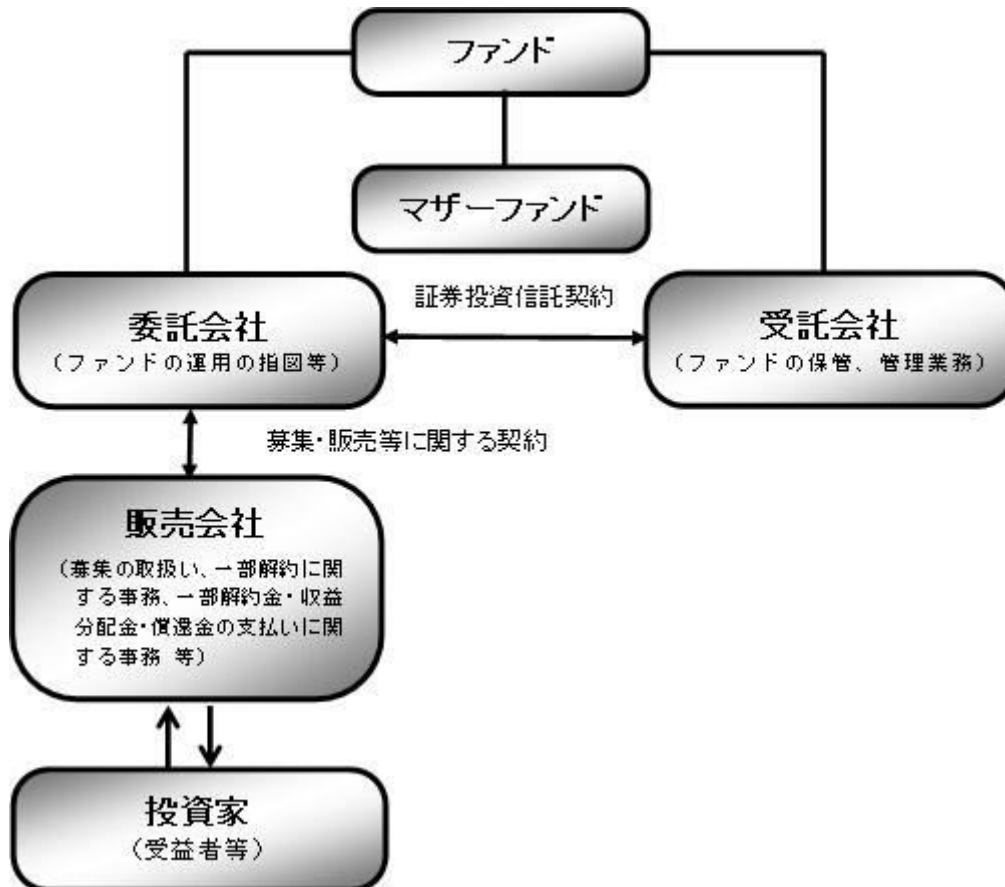 ファンド
マザーファンド
証券投資信託契約
委託会社
(ファンドの運用の指図等)
受託会社
(ファンドの保管、管理業務)
募集・販売等に関する契約
販売会社
(募集の取扱い、一部解約に関
する事務、一部解約金・収益
分配金・償還金の支払いに関
する事務 等)
投資家
(受益者等)